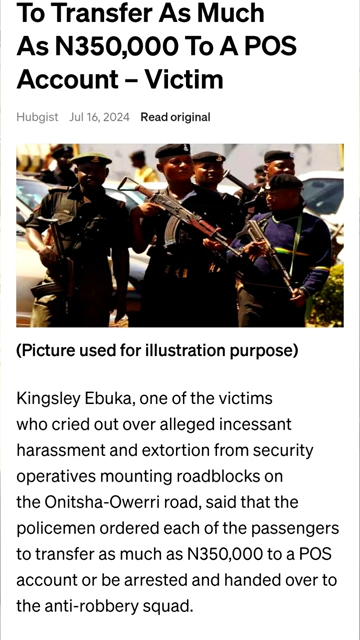 To Transfer As Much
As N350,000 To A POS
Account – Victim
Hubgist Jul 16, 2024 Read original
(Picture used for illustration purpose)
Kingsley Ebuka, one of the victims
who cried out over alleged incessant
harassment and extortion from security
operatives mounting roadblocks on
the Onitsha-Owerri road, said that the
policemen ordered each of the passengers
to transfer as much as N350,000 to a POS
account or be arrested and handed over to
the anti-robbery squad.